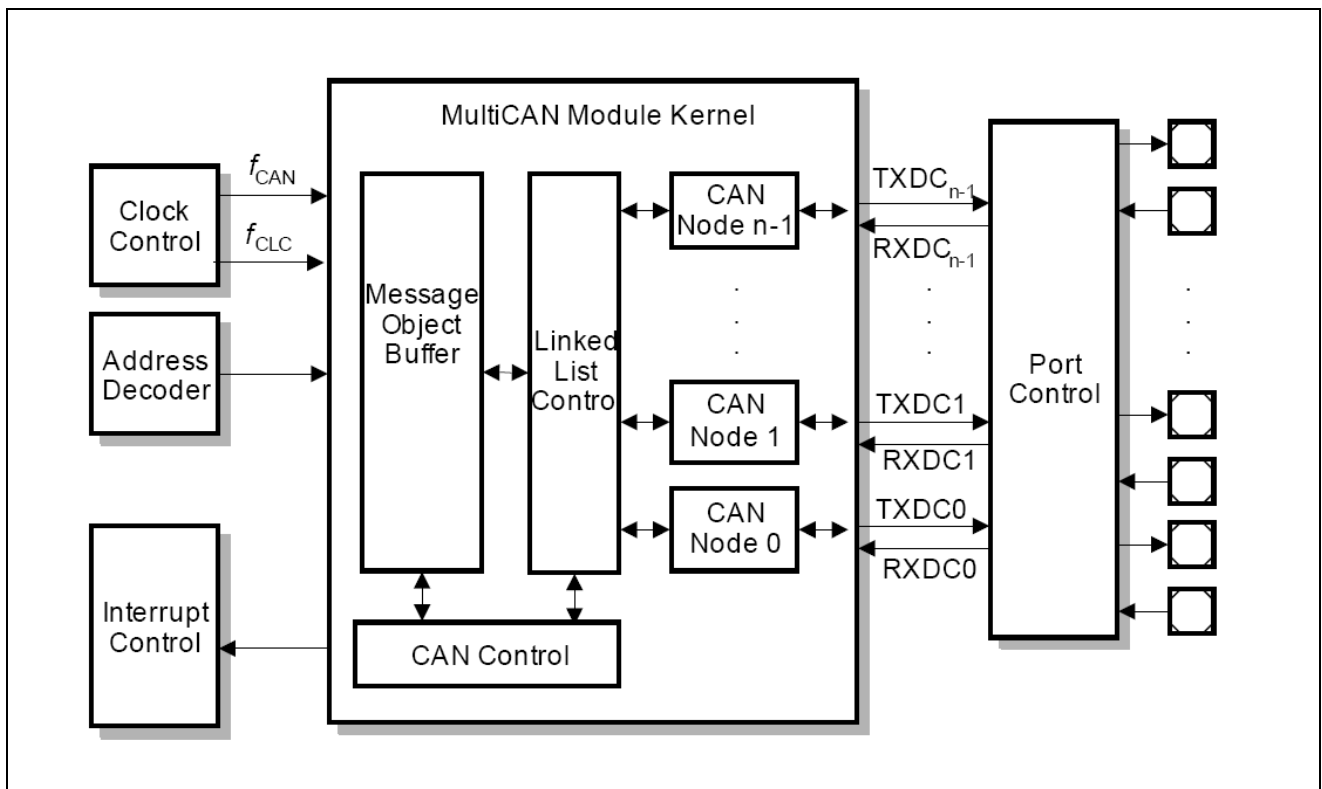 MultiCAN Module Kernel
Clock
Control
fCAN
fCLC
Address
Decoder
Interrupt
Control
Message
Object
Buffer
Linked
List
Control
CAN
Node n-1
.
.
.
CAN
Node 1
CAN
Node 0
CAN Control
TXDCn-1
RXDCn-1
.
.
.
TXDC1
RXDC1
TXDC0
RXDC0
Port
Control
.
.
.